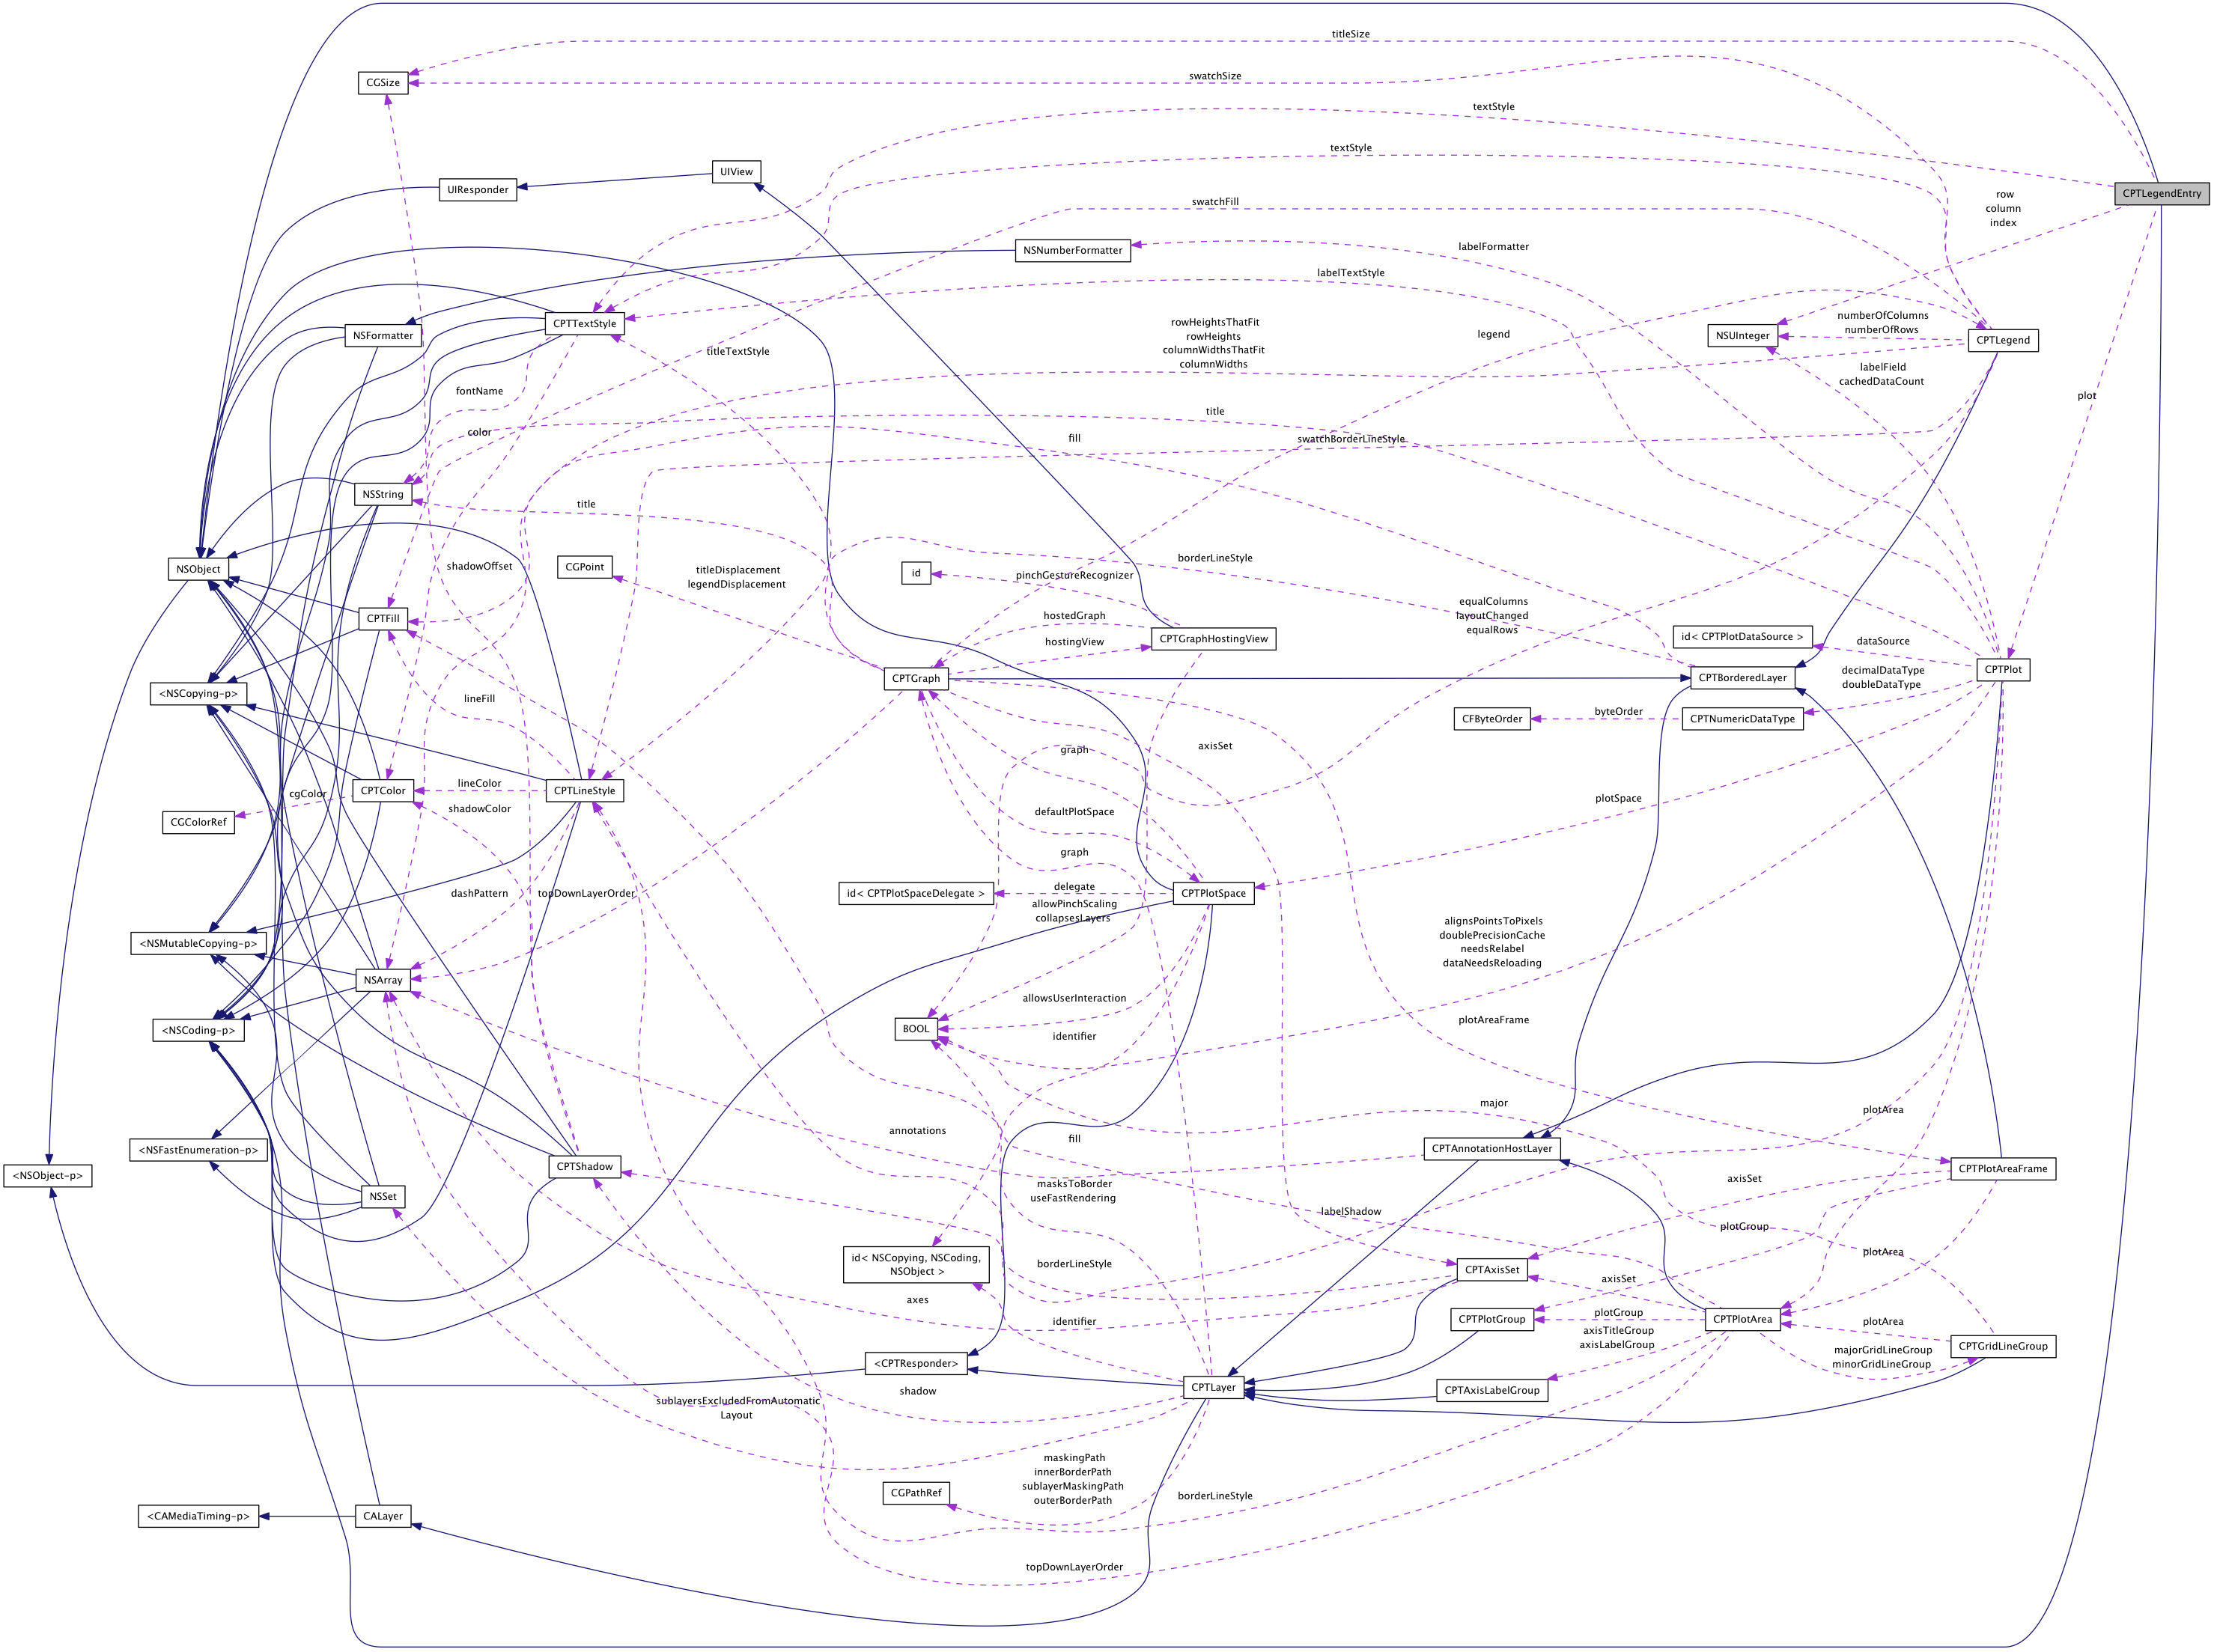 titleSize
CGSize
swatchSize
textStyle
textStyle
UIView
UIResponder
CPTLegendEntry
row
column
index
swatchFill
NSNumberFormatter
labelFormatter
labelTextStyle
CPTTextStyle
NSFormatter
rowHeightsThatFit
rowHeights
columnWidthsThatFit
columnWidths
legend
numberOfColumns
numberOfRows
NSUInteger
CPTLegend
titleTextStyle
labelField
cachedDataCount
fontName
plot
title
color
fill
swatchBorderLineStyle
NSString
title
NSObject
shadowOffset
CGPoint
titleDisplacement
legendDisplacement
id
pinchGestureRecognizer
borderLineStyle
CPTFill
hostedGraph
hostingView
CPTGraphHostingView
equalColumns
layoutChanged
equalRows
id< CPTPlotDataSource >
dataSource
CPTPlot
<NSCopying-p>
lineFill
CPTGraph
CPTBorderedLayer
decimalDataType
doubleDataType
CFByteOrder
byteOrder
CPTNumericDataType
graph
axisSet
CPTColor
lineColor
CPTLineStyle
cgColor
shadowColor
CGColorRef
defaultPlotSpace
plotSpace
graph
dashPattern
topDownLayerOrder
id< CPTPlotSpaceDelegate >
delegate
allowPinchScaling
collapsesLayers
CPTPlotSpace
<NSMutableCopying-p>
alignsPointsToPixels
doublePrecisionCache
needsRelabel
dataNeedsReloading
NSArray
<NSCoding-p>
BOOL
allowsUserInteraction
identifier
plotAreaFrame
major
plotArea
annotations
fill
<NSFastEnumeration-p>
CPTAnnotationHostLayer
<NSObject-p>
CPTShadow
NSSet
masksToBorder
useFastRendering
axisSet
CPTPlotAreaFrame
labelShadow
plotGroup
id< NSCopying, NSCoding,
NSObject >
borderLineStyle
CPTAxisSet
plotArea
axisSet
axes
identifier
CPTPlotGroup
plotGroup
axisTitleGroup
axisLabelGroup
CPTPlotArea
plotArea
majorGridLineGroup
minorGridLineGroup
CPTGridLineGroup
<CPTResponder>
shadow
CPTLayer
CPTAxisLabelGroup
sublayersExcludedFromAutomatic
Layout
maskingPath
innerBorderPath
sublayerMaskingPath
outerBorderPath
CGPathRef
borderLineStyle
<CAMediaTiming-p>
CALayer
topDownLayerOrder